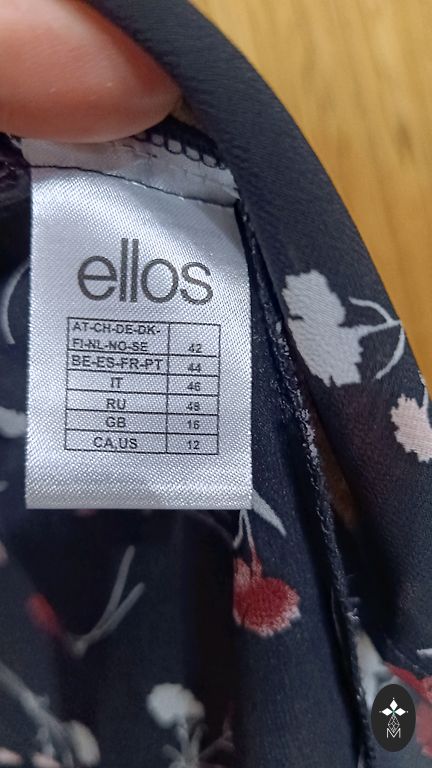 ellos
AT-CH-DE-DK-
FI-NL-NO-SE 42
BE-ES-FR-PT 44
IT 46
RU 48
GB 16
CA,US 12
M